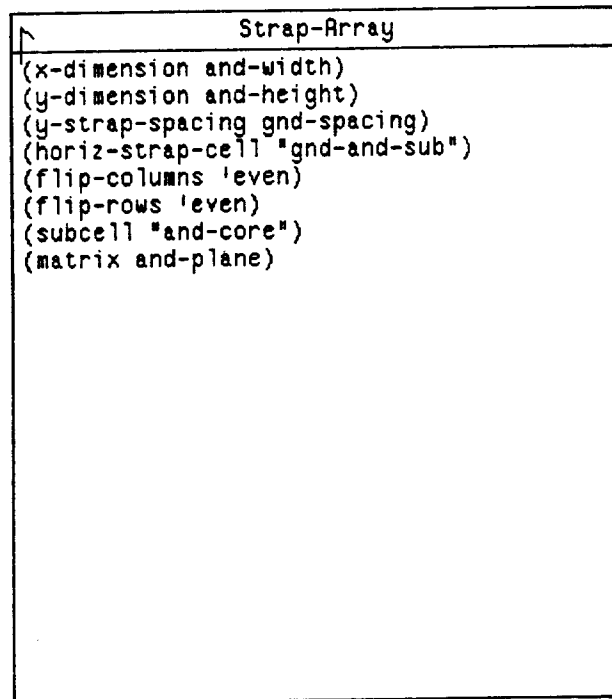 Strap-Array
(x-dimension and-width)
(y-dimension and-height)
(y-strap-spacing gnd-spacing)
(horiz-strap-cell "gnd-and-sub")
(flip-columns 'even)
(flip-rows 'even)
(subcell "and-core")
(matrix and-plane)